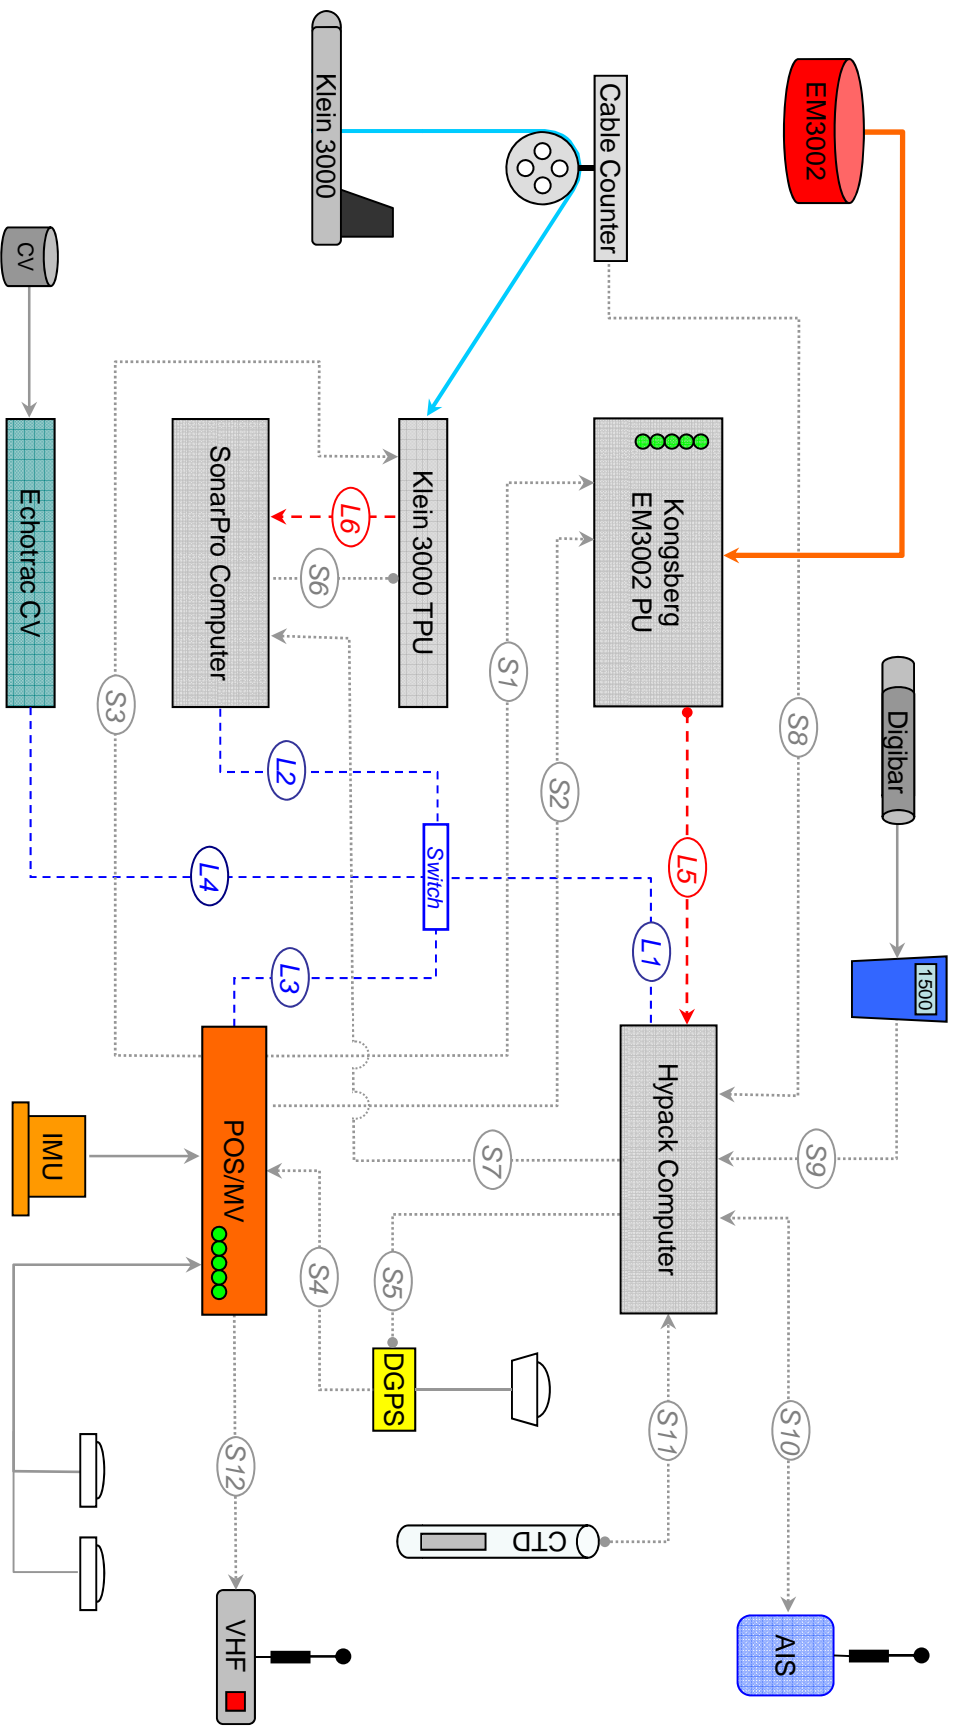 EM3002
Cable Counter
Klein 3000
CV
Kongsberg
EM3002 PU
Klein 3000 TPU
SonarPro Computer
Echotrac CV
L6
S6
S8
Digibar
S1
S2
S3
L5
L2
Switch
L4
L1
L3
1500
Hypack Computer
POS/MV
IMU
S9
S7
S4
S5
DGPS
S10
S11
S12
CTD
AIS
VHF